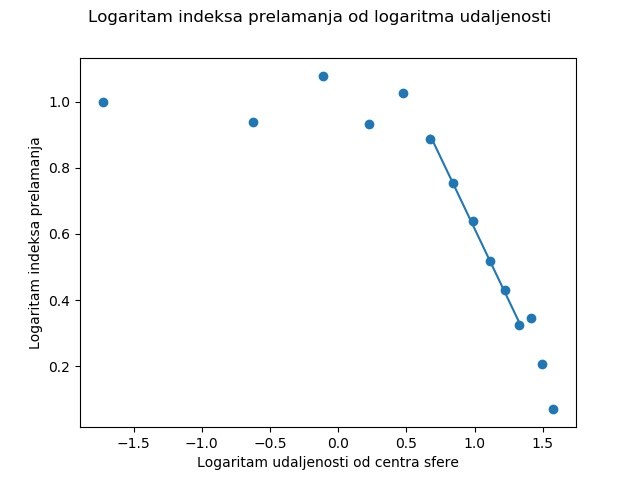 Logaritam indeksa prelamanja od logaritma udaljenosti
Logaritam indeksa prelamanja
1.0
0.8
0.6
0.4
0.2
−1.5 −1.0 −0.5 0.0 0.5 1.0 1.5
Logaritam udaljenosti od centra sfere